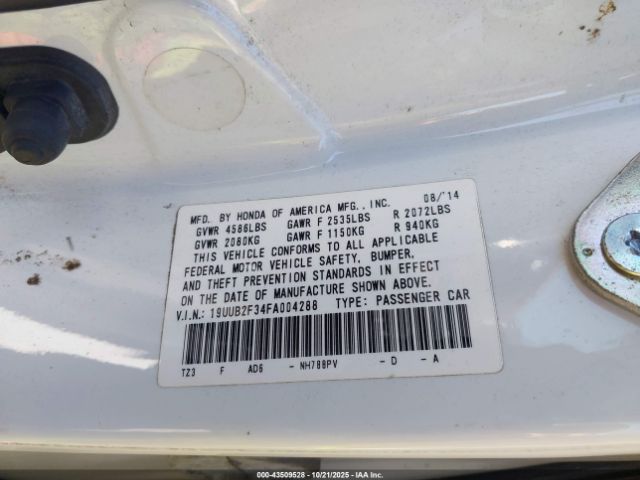 MFD. BY HONDA OF AMERICA MFG., INC. 08/'14
GVWR 4586LBS GAWR F 2535LBS R 2072LBS
GVWR 2080KG GAWR F 1150KG R 940KG
THIS VEHICLE CONFORMS TO ALL APPLICABLE
FEDERAL MOTOR VEHICLE SAFETY, BUMPER,
AND THEFT PREVENTION STANDARDS IN EFFECT
ON THE DATE OF MANUFACTURE SHOWN ABOVE.
V.I.N.: 19UUB2F34FA004288 TYPE: PASSENGER CAR
TZ3 F AD6 - NH788PV - D - A
000-43509528 - 10/21/2025 - IAA Inc.